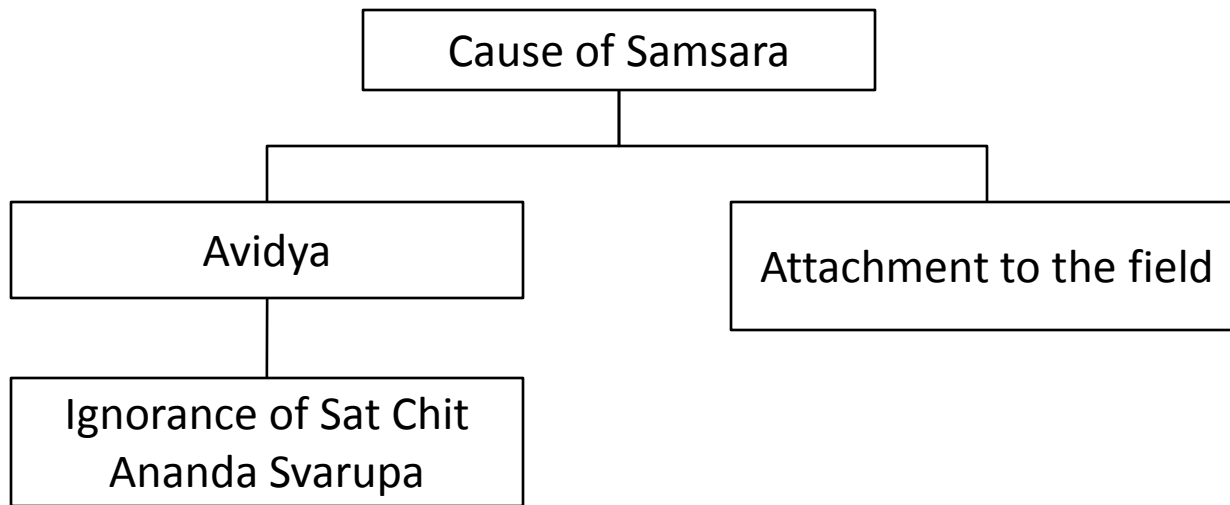 Cause of Samsara
Avidya
Attachment to the field
Ignorance of Sat Chit
Ananda Svarupa